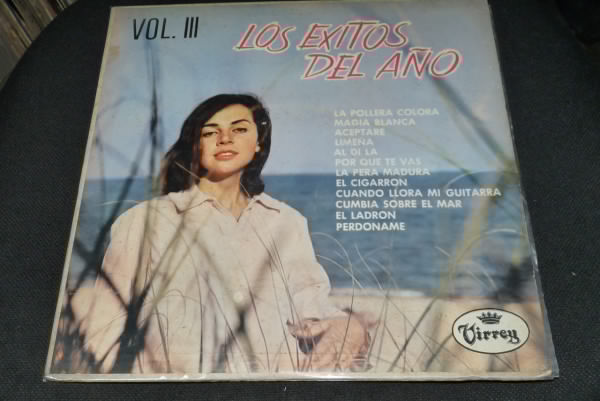 VOL. III
LOS EXITOS
DEL AÑO
LA POLLERA COLORA
MAGIA BLANCA
ACEPTARE
LIMEÑA
AL DI LA
POR QUE TE VAS
LA PERA MADURA
EL CIGARRON
CUANDO LLORA MI GUITARRA
CUMBIA SOBRE EL MAR
EL LADRON
PERDONAME
Virrey